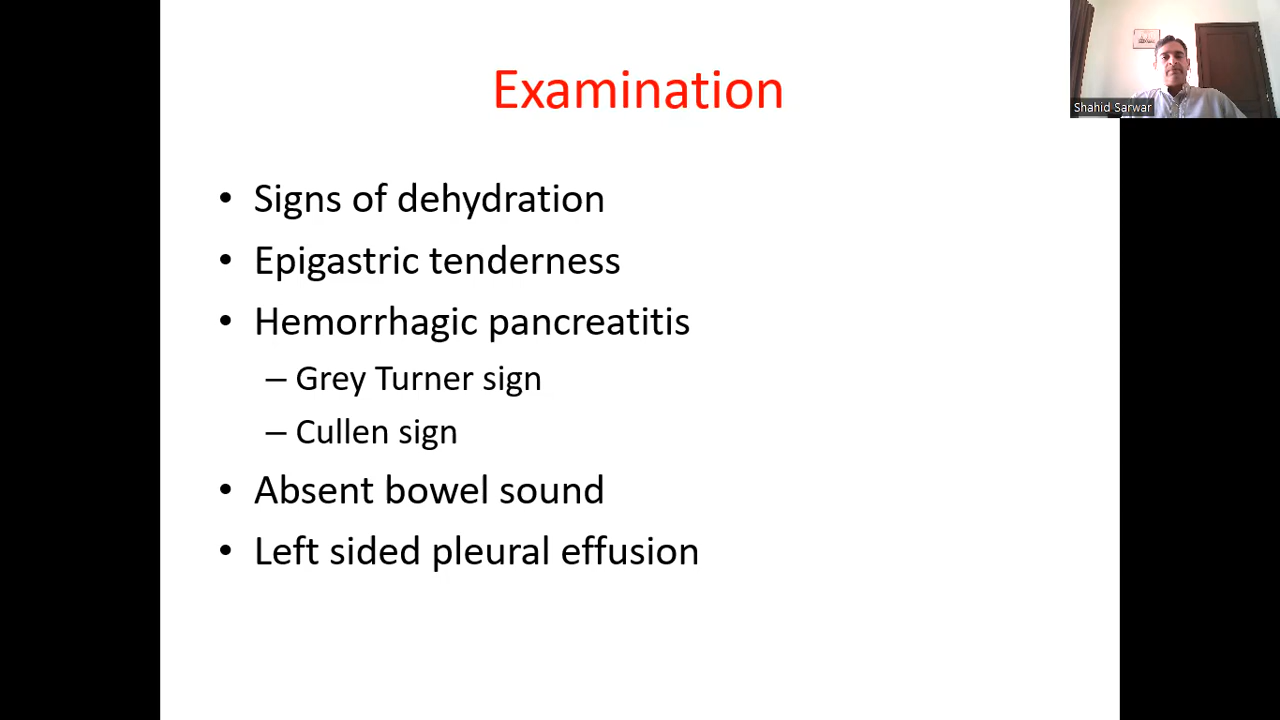 Examination
• Signs of dehydration
• Epigastric tenderness
• Hemorrhagic pancreatitis
– Grey Turner sign
– Cullen sign
• Absent bowel sound
• Left sided pleural effusion
Shahid Sarwar